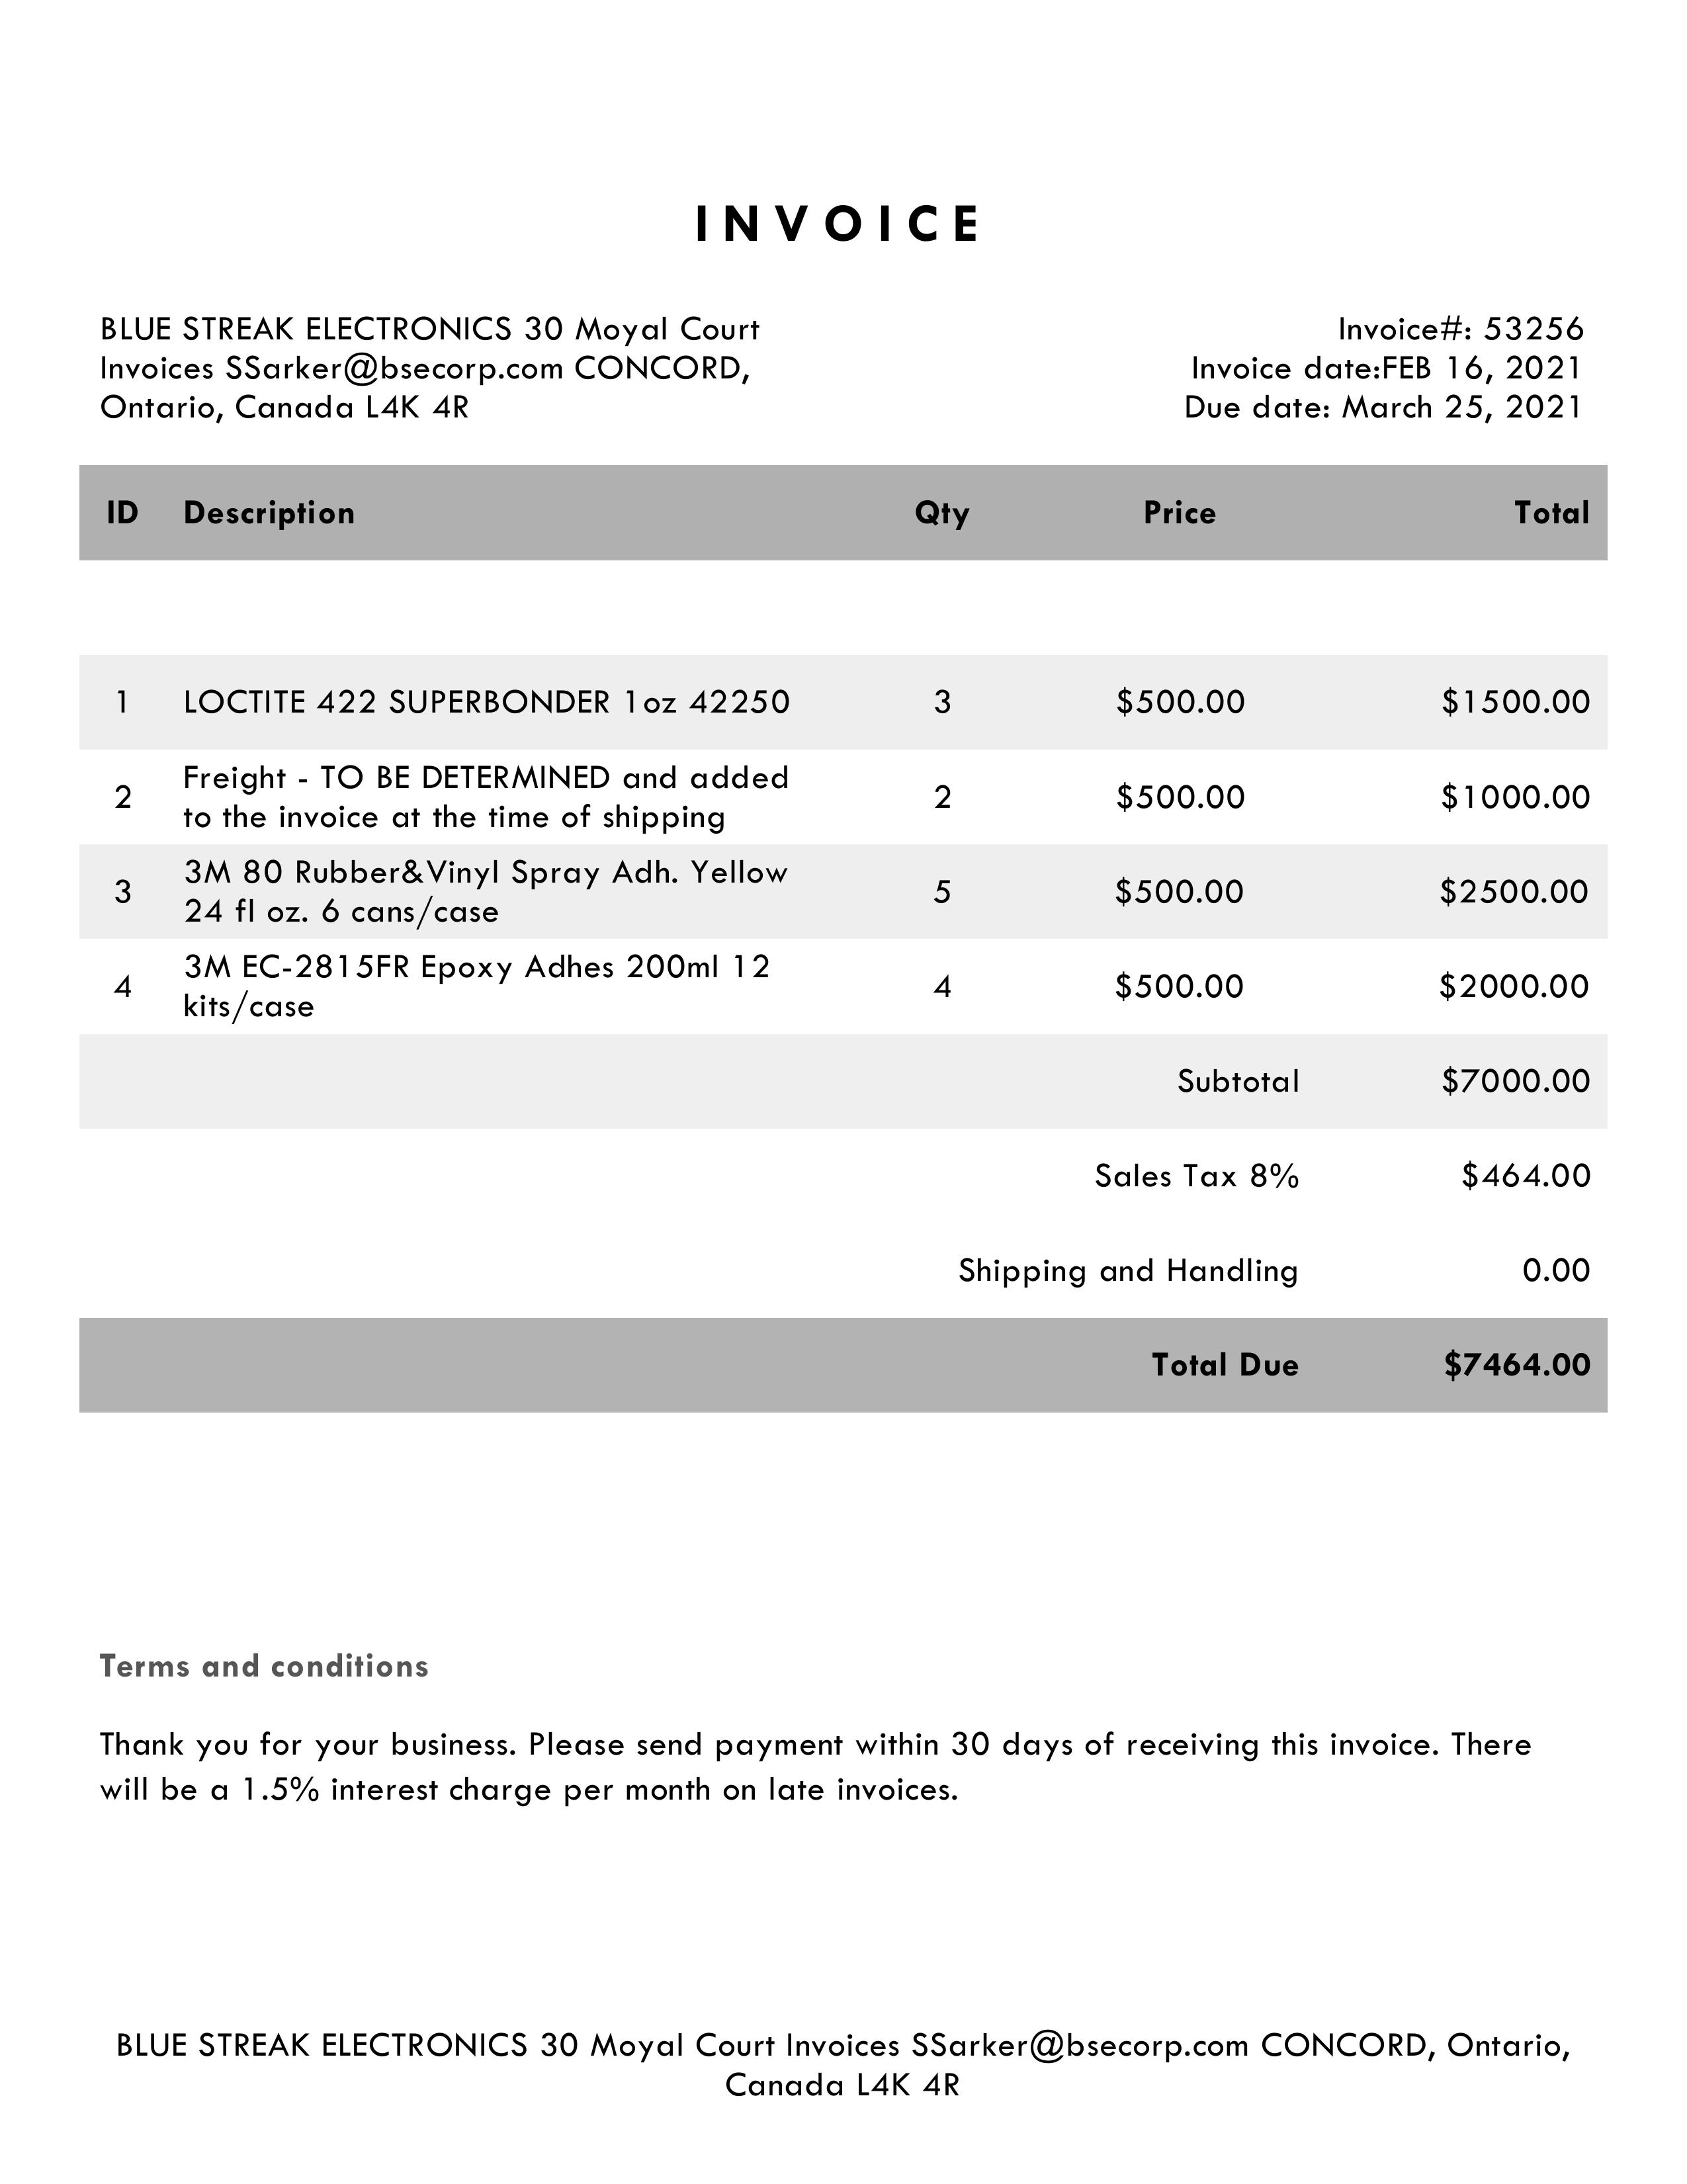 INVOICE
BLUE STREAK ELECTRONICS 30 Moyal Court
Invoices SSarker@bsecorp.com CONCORD,
Ontario, Canada L4K 4R
Invoice#: 53256
Invoice date:FEB 16, 2021
Due date: March 25, 2021
ID Description Qty Price Total
1 LOCTITE 422 SUPERBONDER 1oz 42250 3 $500.00 $1500.00
Freight - TO BE DETERMINED and added
to the invoice at the time of shipping
2 2 $500.00 $1000.00
3M 80 Rubber&Vinyl Spray Adh. Yellow
24 fl oz. 6 cans/case
3 5 $500.00 $2500.00
3M EC-2815FR Epoxy Adhes 200ml 12
kits/case
4 4 $500.00 $2000.00
Subtotal $7000.00
Sales Tax 8% $464.00
Shipping and Handling 0.00
Total Due $7464.00
Terms and conditions
Thank you for your business. Please send payment within 30 days of receiving this invoice. There
will be a 1.5% interest charge per month on late invoices.
BLUE STREAK ELECTRONICS 30 Moyal Court Invoices SSarker@bsecorp.com CONCORD, Ontario,
Canada L4K 4R